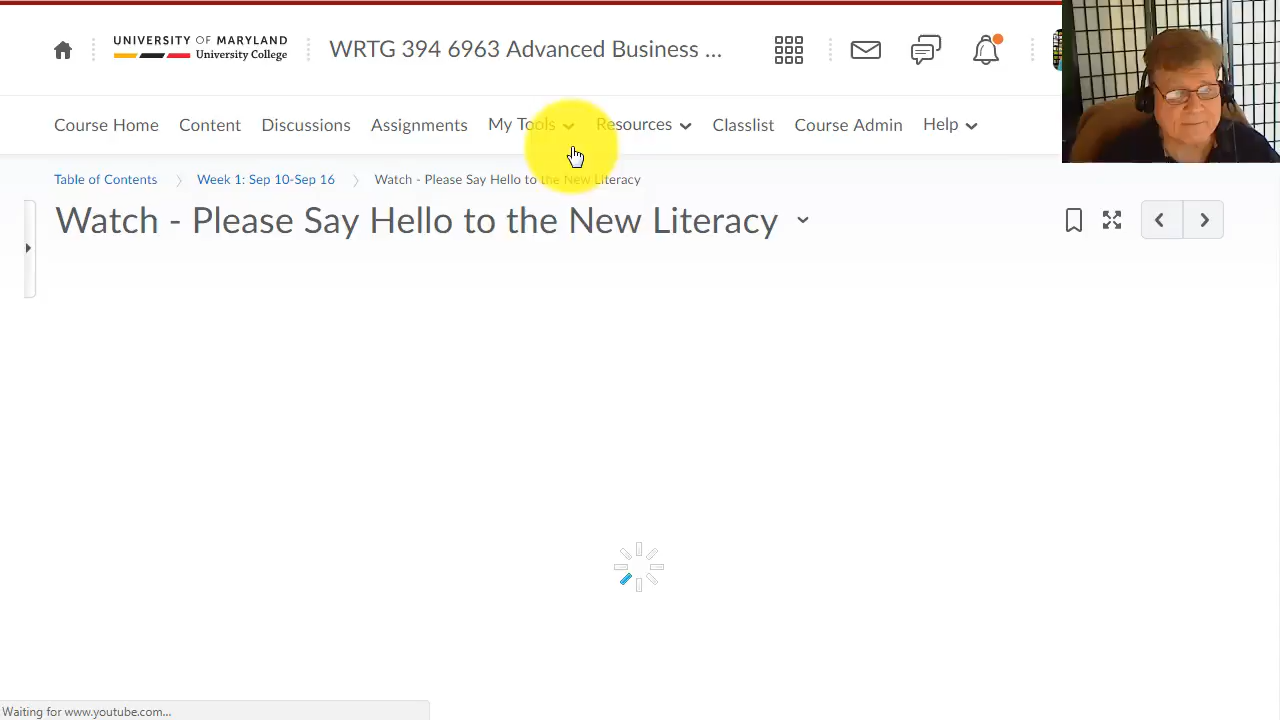 UNIVERSITY OF MARYLAND
University College
WRTG 394 6963 Advanced Business ...
Course Home Content Discussions Assignments My Tools Resources Classlist Course Admin Help
Table of Contents Week 1: Sep 10-Sep 16 Watch - Please Say Hello to the New Literacy
Watch - Please Say Hello to the New Literacy
Waiting for www.youtube.com...